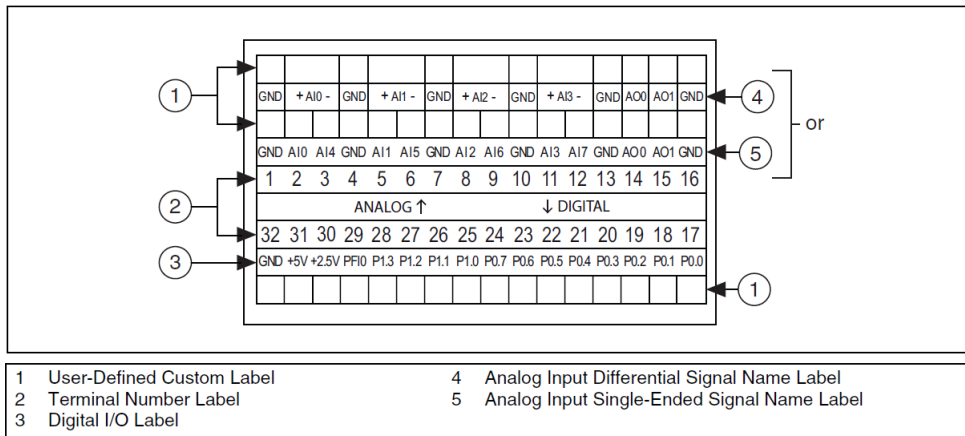 GND + AI0 - GND + AI1 - GND + AI2 - GND + AI3 - GND AO0 AO1 GND
1 4
or
GND AI0 AI4 GND AI1 AI5 GND AI2 AI6 GND AI3 AI7 GND AO0 AO1 GND
5
1 2 3 4 5 6 7 8 9 10 11 12 13 14 15 16
2 ANALOG ↑ ↓ DIGITAL
32 31 30 29 28 27 26 25 24 23 22 21 20 19 18 17
3 GND +5V +2.5V PFI0 P1.3 P1.2 P1.1 P1.0 P0.7 P0.6 P0.5 P0.4 P0.3 P0.2 P0.1 P0.0
1
1 User-Defined Custom Label
2 Terminal Number Label
3 Digital I/O Label
4 Analog Input Differential Signal Name Label
5 Analog Input Single-Ended Signal Name Label